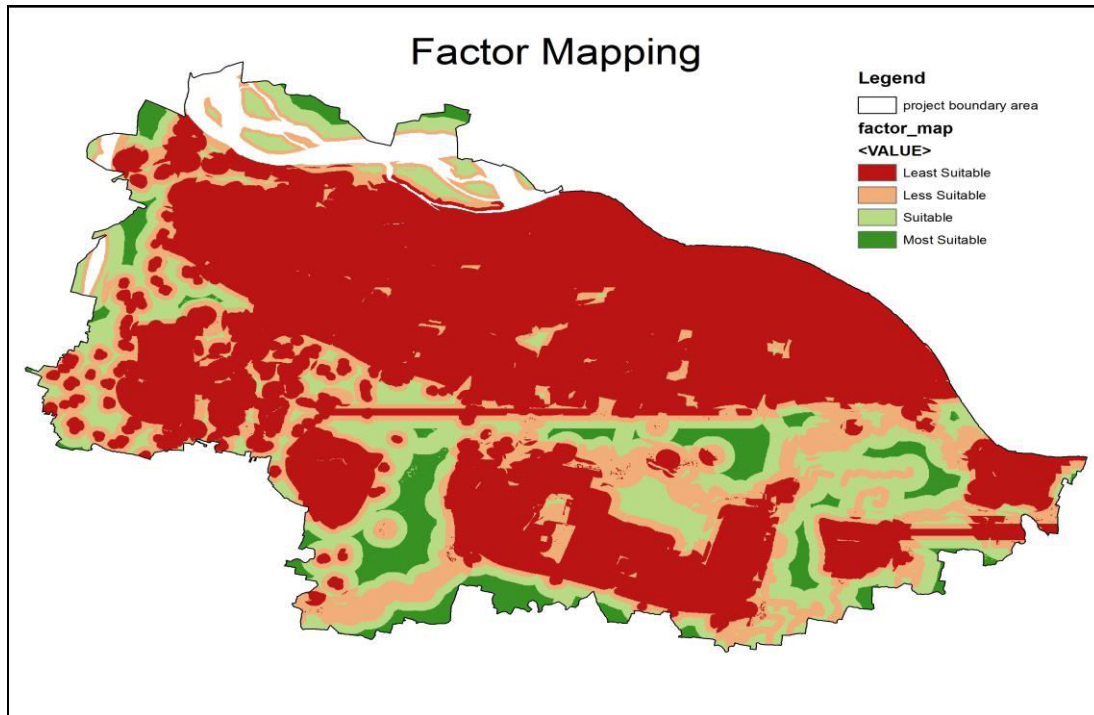 Factor Mapping
Legend
project boundary area
factor_map
<VALUE>
Least Suitable
Less Suitable
Suitable
Most Suitable